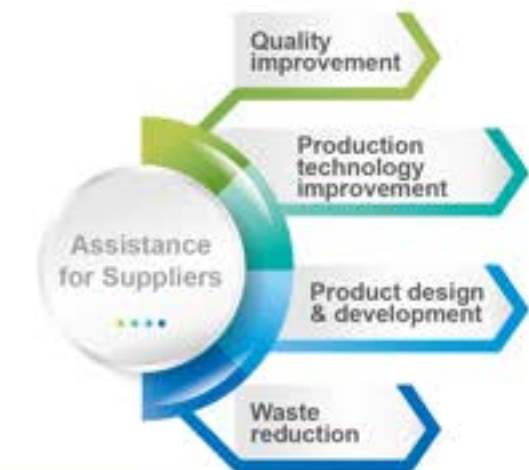 Quality
improvement
Production
technology
improvement
Assistance
for Suppliers
Product design
& development
Waste
reduction